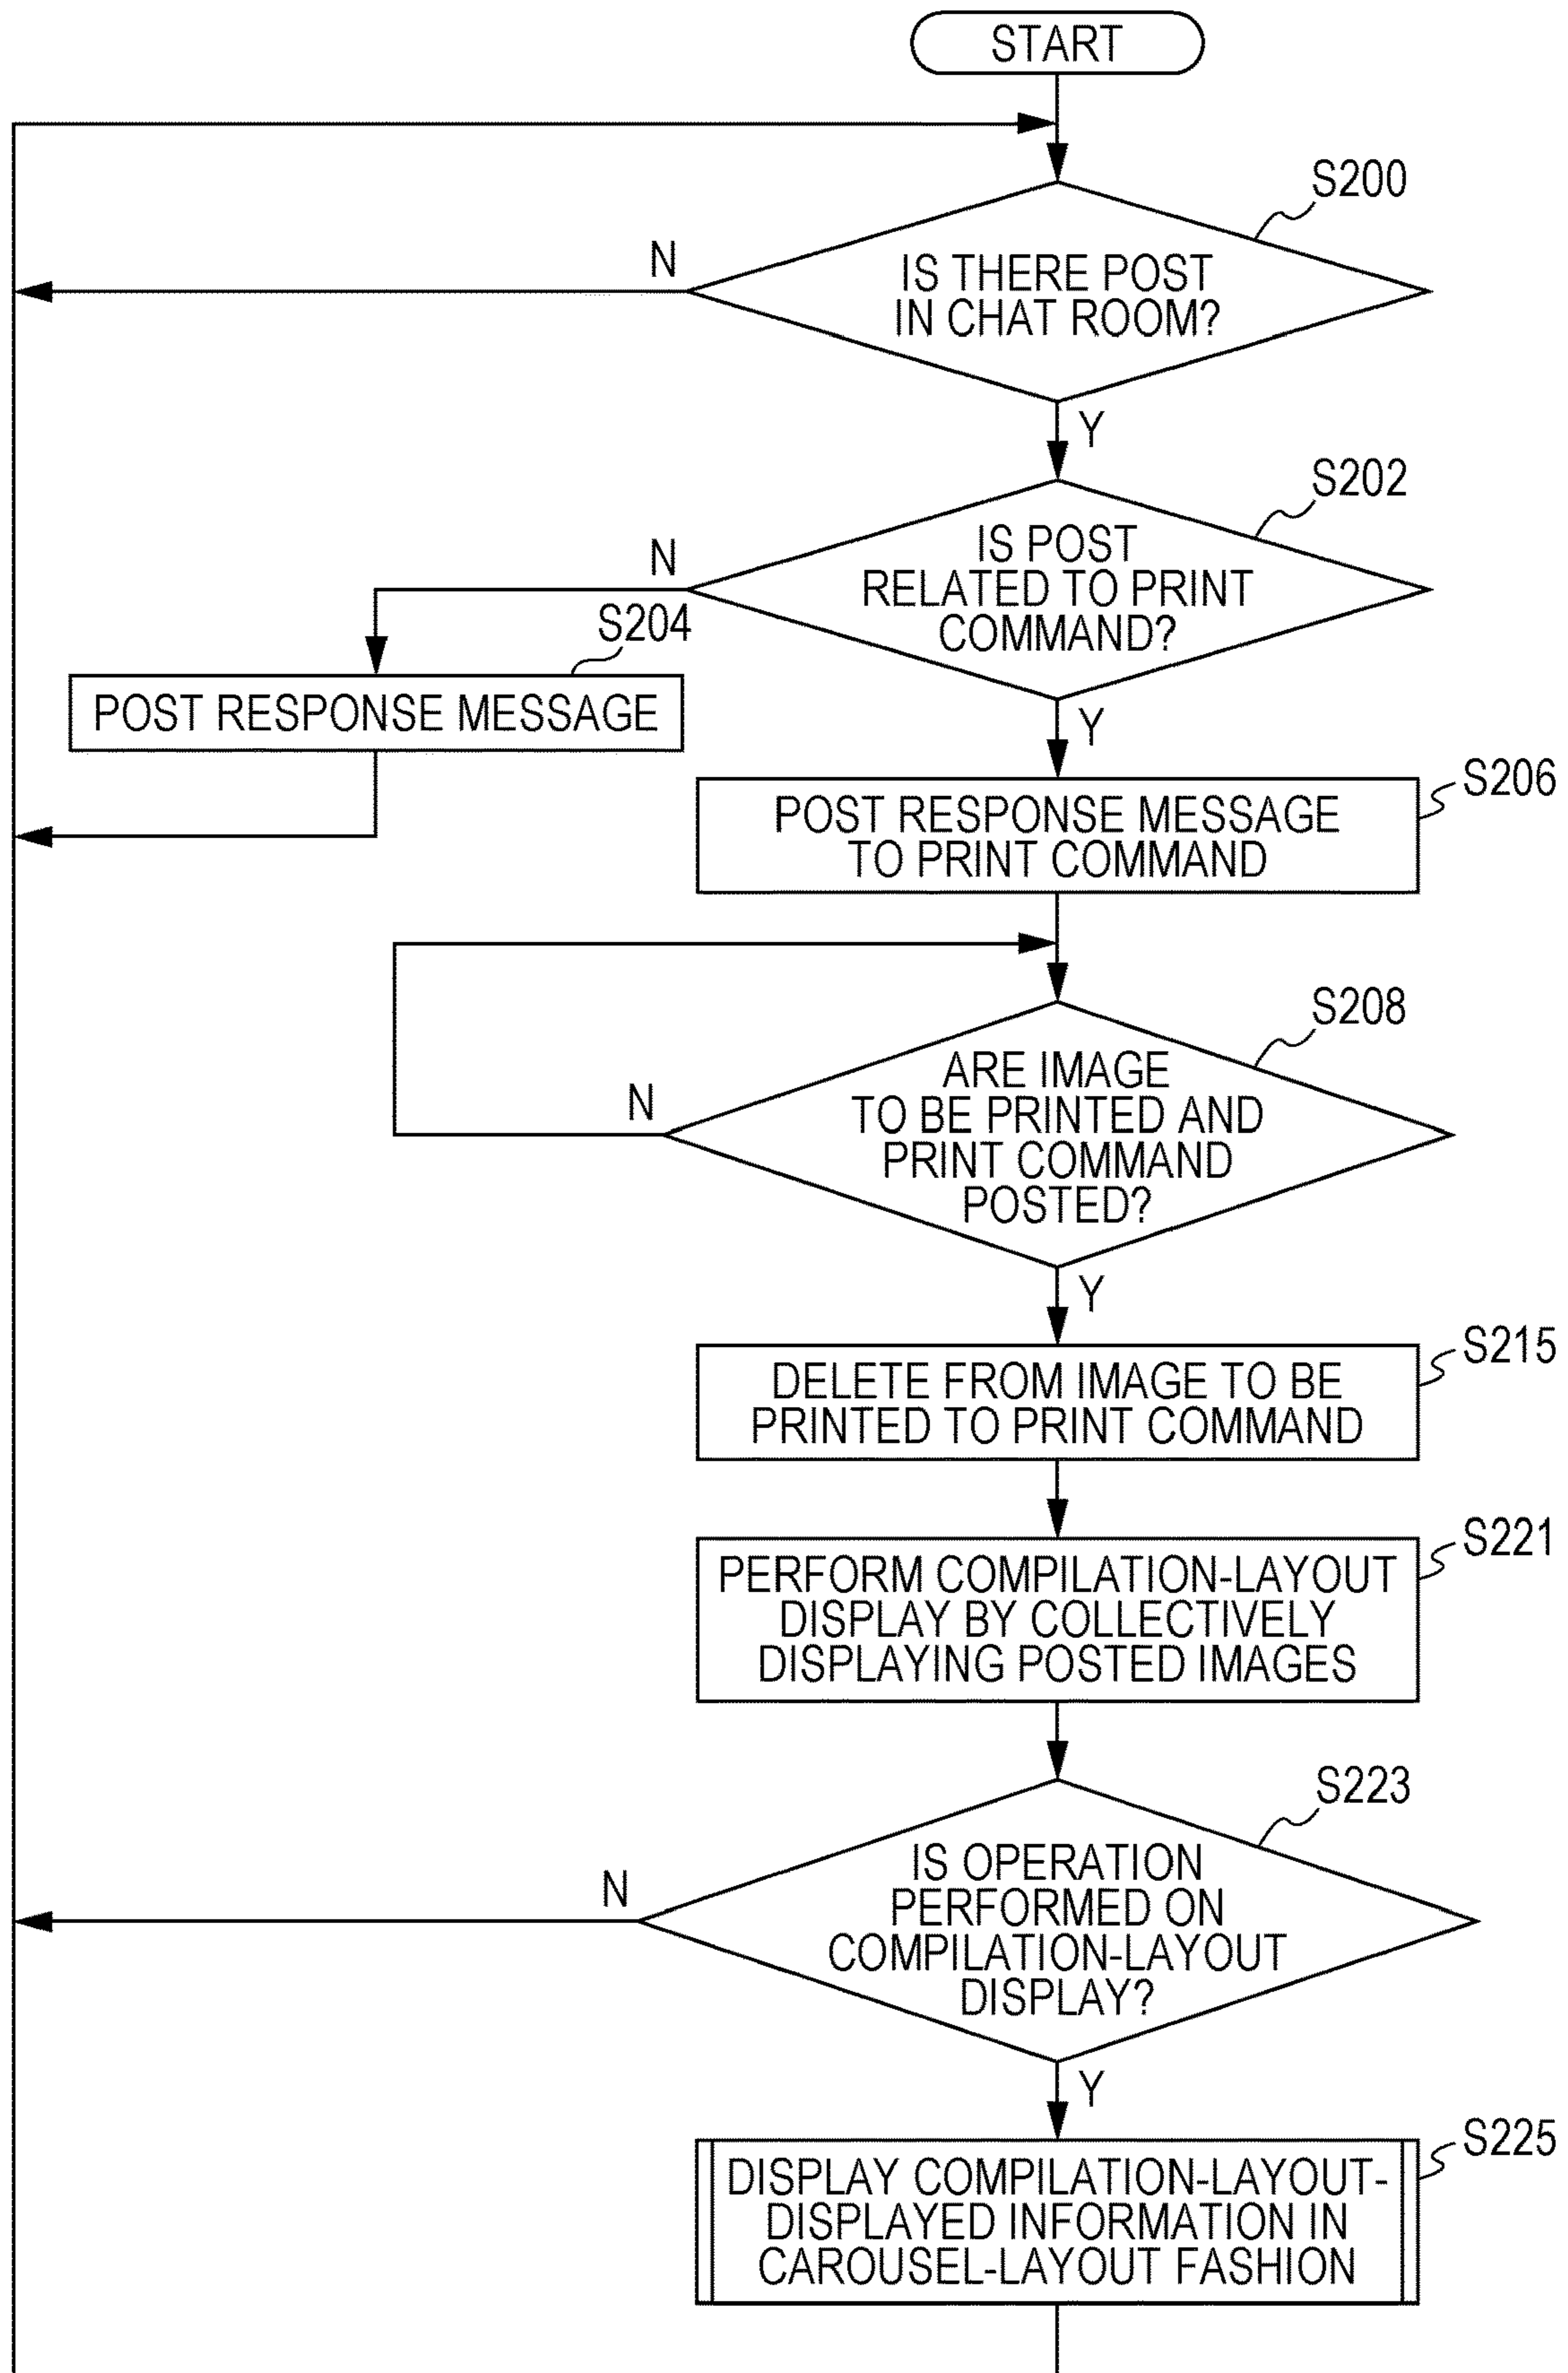 START
S200
N
IS THERE POST
IN CHAT ROOM?
Y
S202
N
IS POST
RELATED TO PRINT
COMMAND?
S204
POST RESPONSE MESSAGE
Y
S206
POST RESPONSE MESSAGE
TO PRINT COMMAND
S208
N
ARE IMAGE
TO BE PRINTED AND
PRINT COMMAND
POSTED?
Y
S215
DELETE FROM IMAGE TO BE
PRINTED TO PRINT COMMAND
S221
PERFORM COMPILATION-LAYOUT
DISPLAY BY COLLECTIVELY
DISPLAYING POSTED IMAGES
S223
N
IS OPERATION
PERFORMED ON
COMPILATION-LAYOUT
DISPLAY?
Y
S225
DISPLAY COMPILATION-LAYOUT-
DISPLAYED INFORMATION IN
CAROUSEL-LAYOUT FASHION